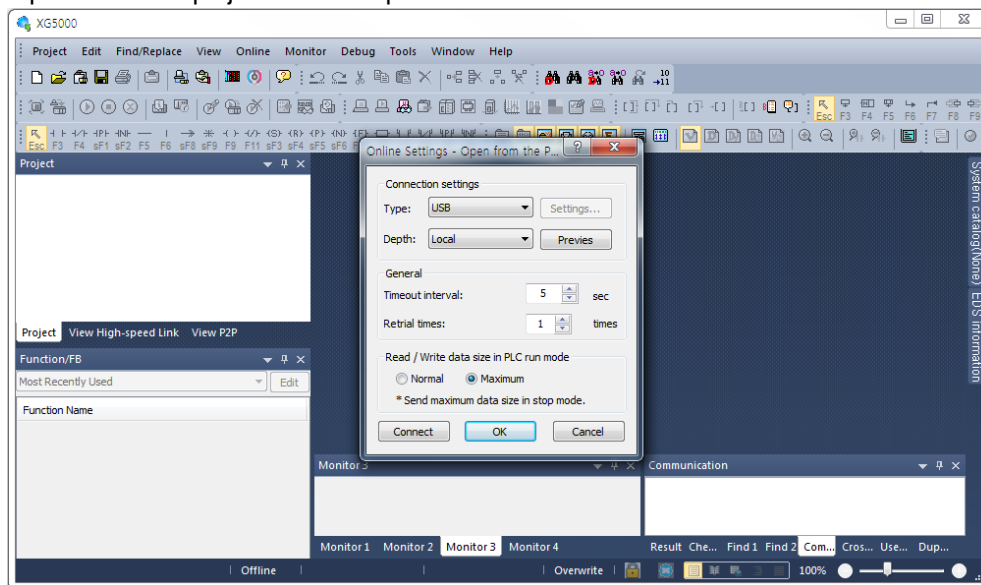 XG5000
Project Edit Find/Replace View Online Monitor Debug Tools Window Help
Esc F3 F4 F5 F6 F7 F8 F9
Esc F3 F4 sF1 sF2 F5 F6 sF8 sF9 F9 F11 sF3 sF4 sF5 sF6
Project
Project View High-speed Link View P2P
Function/FB
Most Recently Used Edit
Function Name
Online Settings - Open from the P...
Connection settings
Type: USB Settings...
Depth: Local Previes
General
Timeout interval: 5 sec
Retrial times: 1 times
Read / Write data size in PLC run mode
Normal Maximum
* Send maximum data size in stop mode.
Connect OK Cancel
System catalog(None) EDS information
Monitor 3
Monitor 1 Monitor 2 Monitor 3 Monitor 4
Communication
Result Che... Find 1 Find 2 Com... Cros... Use... Dup...
Offline Overwrite 100%